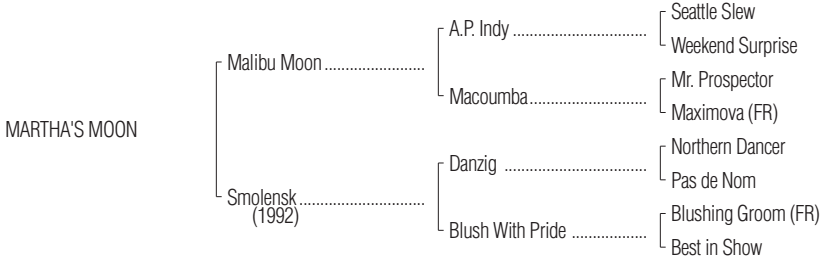 Seattle Slew
A.P. Indy ................................
Weekend Surprise
Malibu Moon ........................
Mr. Prospector
Macoumba............................
Maximova (FR)
MARTHA'S MOON
Northern Dancer
Danzig ..................................
Pas de Nom
Smolensk ..............................
(1992)
Blushing Groom (FR)
Blush With Pride ..................
Best in Show